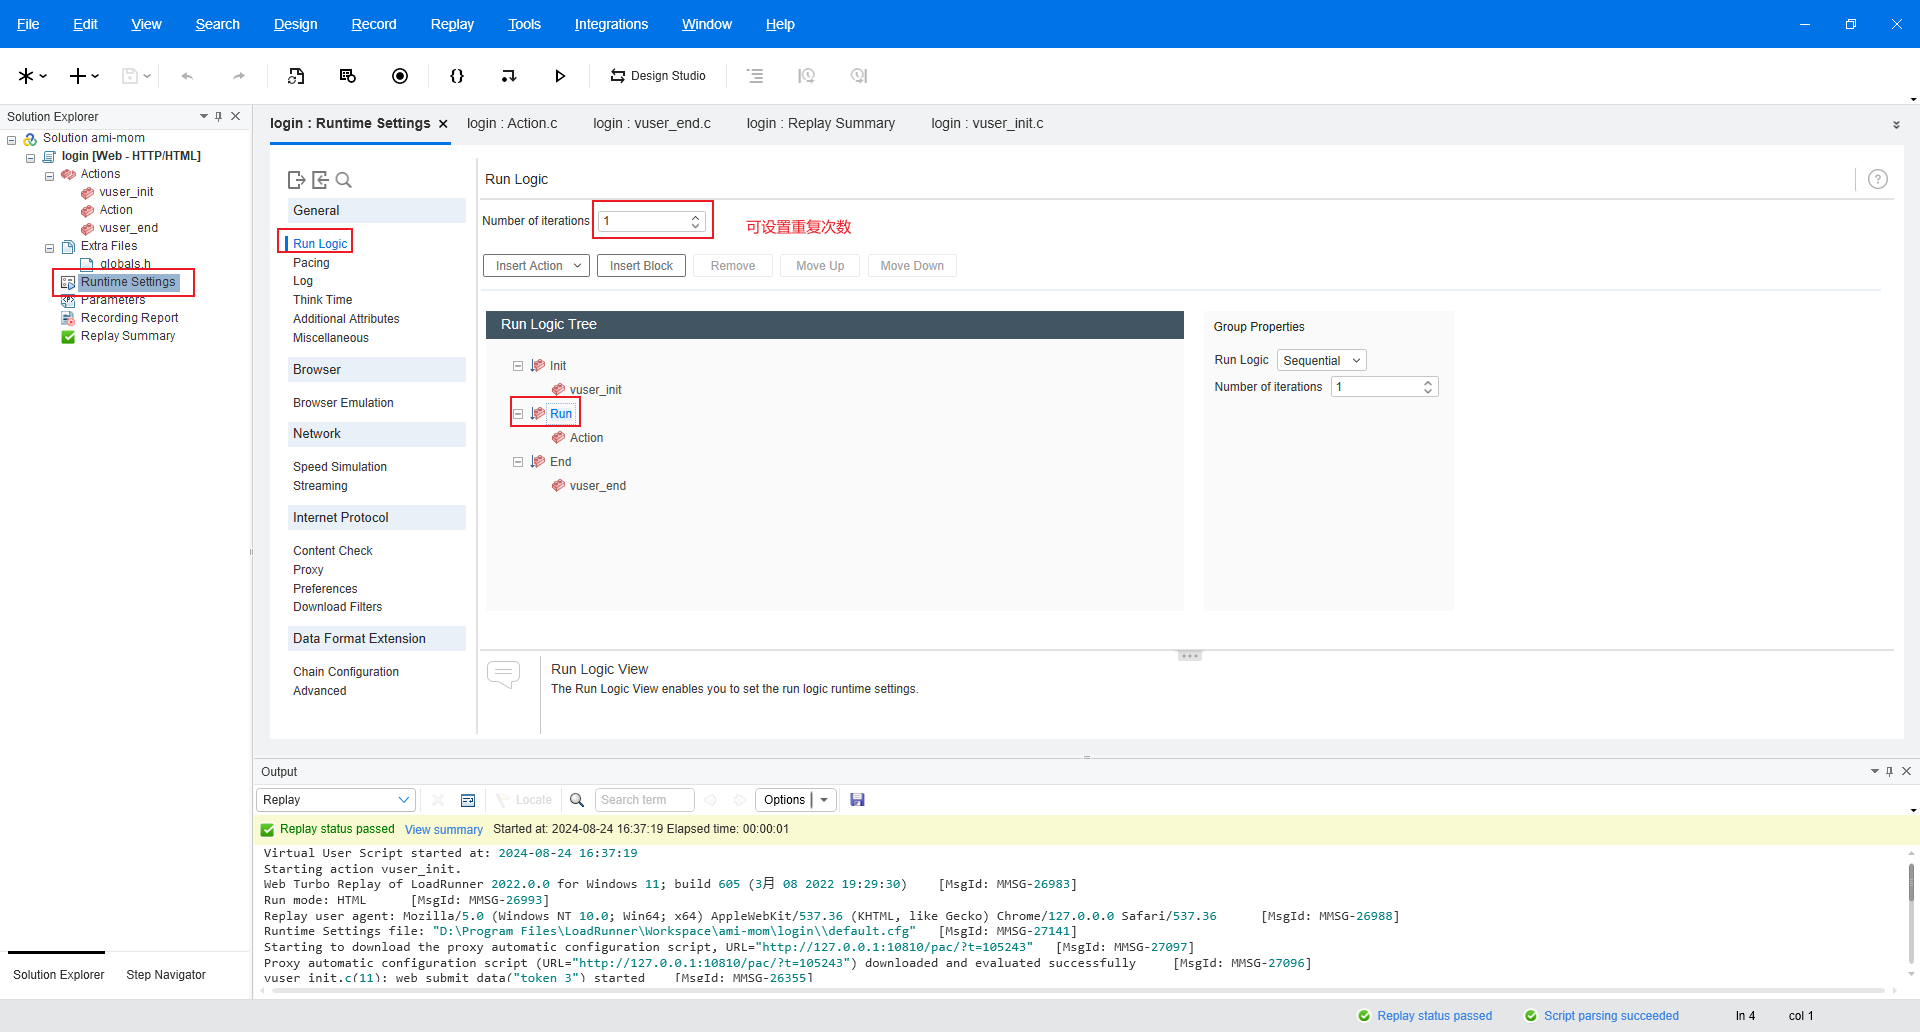 File Edit View Search Design Record Replay Tools Integrations Window Help
Design Studio
Solution Explorer
Solution ami-mom
login [Web - HTTP/HTML]
Actions
vuser_init
Action
vuser_end
Extra Files
globals.h
Runtime Settings
Parameters
Recording Report
Replay Summary
Solution Explorer Step Navigator
login : Runtime Settings login : Action.c login : vuser_end.c login : Replay Summary login : vuser_init.c
General
Run Logic
Pacing
Log
Think Time
Additional Attributes
Miscellaneous
Browser
Browser Emulation
Network
Speed Simulation
Streaming
Internet Protocol
Content Check
Proxy
Preferences
Download Filters
Data Format Extension
Chain Configuration
Advanced
Run Logic
Number of iterations 1 可设置重复次数
Insert Action Insert Block Remove Move Up Move Down
Run Logic Tree
Init
vuser_init
Run
Action
End
vuser_end
Group Properties
Run Logic Sequential
Number of iterations 1
Run Logic View
The Run Logic View enables you to set the run logic runtime settings.
Output
Replay Locate Search term Options
Replay status passed View summary Started at: 2024-08-24 16:37:19 Elapsed time: 00:00:01
Virtual User Script started at: 2024-08-24 16:37:19
Starting action vuser_init.
Web Turbo Replay of LoadRunner 2022.0.0 for Windows 11; build 605 (3月 08 2022 19:29:30) [MsgId: MMSG-26983]
Run mode: HTML [MsgId: MMSG-26993]
Replay user agent: Mozilla/5.0 (Windows NT 10.0; Win64; x64) AppleWebKit/537.36 (KHTML, like Gecko) Chrome/127.0.0.0 Safari/537.36 [MsgId: MMSG-26988]
Runtime Settings file: "D:\Program Files\LoadRunner\Workspace\ami-mom\login\\default.cfg" [MsgId: MMSG-27141]
Starting to download the proxy automatic configuration script, URL="http://127.0.0.1:10810/pac/?t=105243" [MsgId: MMSG-27097]
Proxy automatic configuration script (URL="http://127.0.0.1:10810/pac/?t=105243") downloaded and evaluated successfully [MsgId: MMSG-27096]
vuser_init.c(11): web_submit_data("token_3") started [MsgId: MMSG-26355]
Replay status passed Script parsing succeeded ln 4 col 1